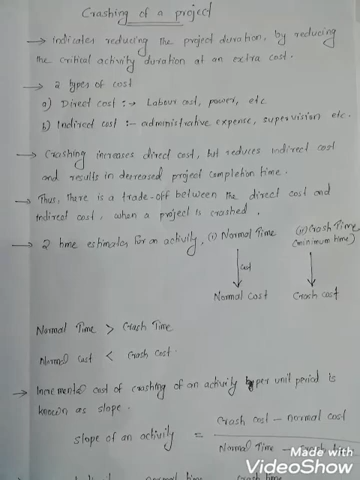 Crashing of a project
→ indicates reducing the project duration, by reducing
the critical activity duration at an extra cost.
→ 2 types of cost
a) Direct cost :→ Labour cost, power, etc
b) Indirect cost :– administrative expense, supervision etc.
→ Crashing increases direct cost, but reduces indirect cost
and results in decreased project completion time.
→ Thus, there is a trade-off between the direct cost and
indirect cost, when a project is crashed.
→ 2 time estimates for an activity, (i) Normal Time (ii) Crash Time
(minimum time)
cost
Normal Cost Crash cost
Normal Time > Crash Time
Normal cost < Crash cost.
→ Incremental cost of crashing of an activity per unit period is
known as slope.
slope of an activity = Crash cost – normal cost
Normal Time –
Made with
VideoShow
normal time crash time